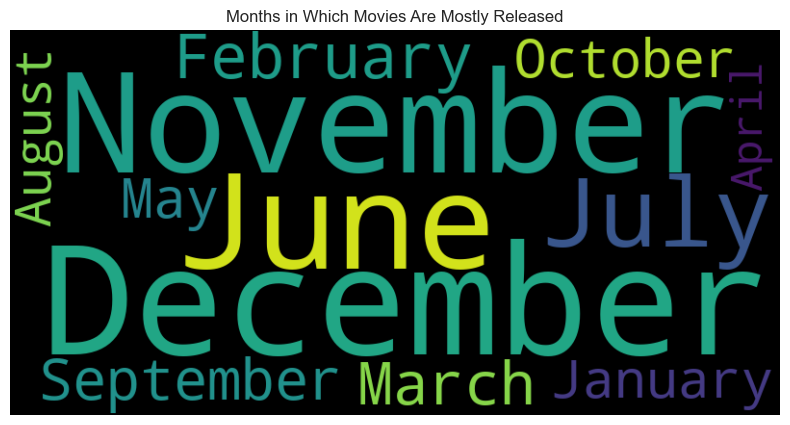 Months in Which Movies Are Mostly Released
February
October
August
November
April
May
June
July
December
September
March
January